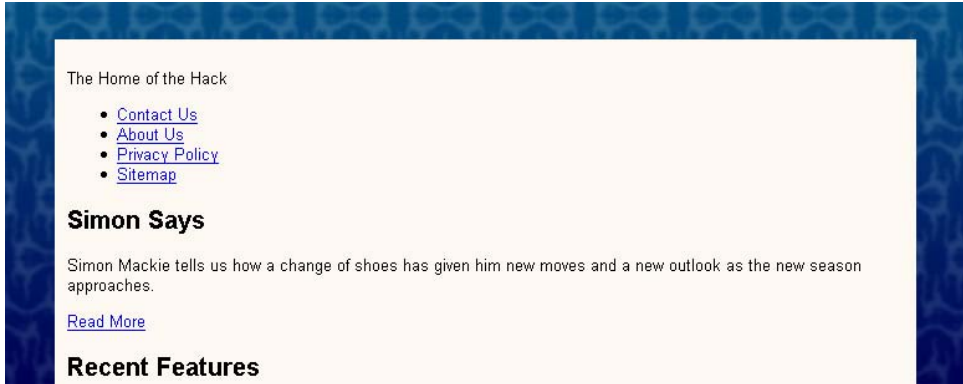 The Home of the Hack
Contact Us
About Us
Privacy Policy
Sitemap
Simon Says
Simon Mackie tells us how a change of shoes has given him new moves and a new outlook as the new season
approaches.
Read More
Recent Features